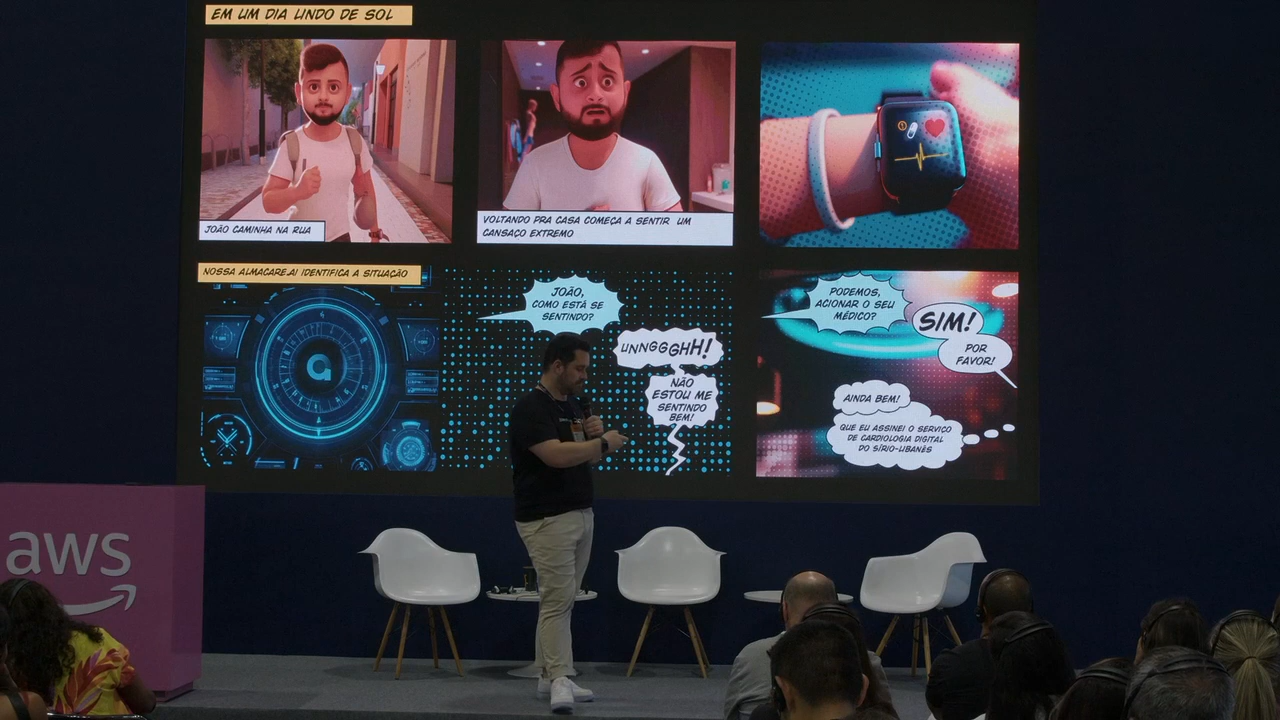 EM UM DIA LINDO DE SOL
JOÃO CAMINHA NA RUA
VOLTANDO PRA CASA COMEÇA A SENTIR UM
CANSAÇO EXTREMO
NOSSA ALMACARE.AI IDENTIFICA A SITUAÇÃO
JOÃO,
COMO ESTÁ SE
SENTINDO?
UNNGGGHH!
NÃO
ESTOU ME
SENTINDO
BEM!
PODEMOS,
ACIONAR O SEU
MÉDICO?
SIM!
POR
FAVOR!
AINDA BEM!
QUE EU ASSINEI O SERVIÇO
DE CARDIOLOGIA DIGITAL
DO SÍRIO-LIBANÊS
aws